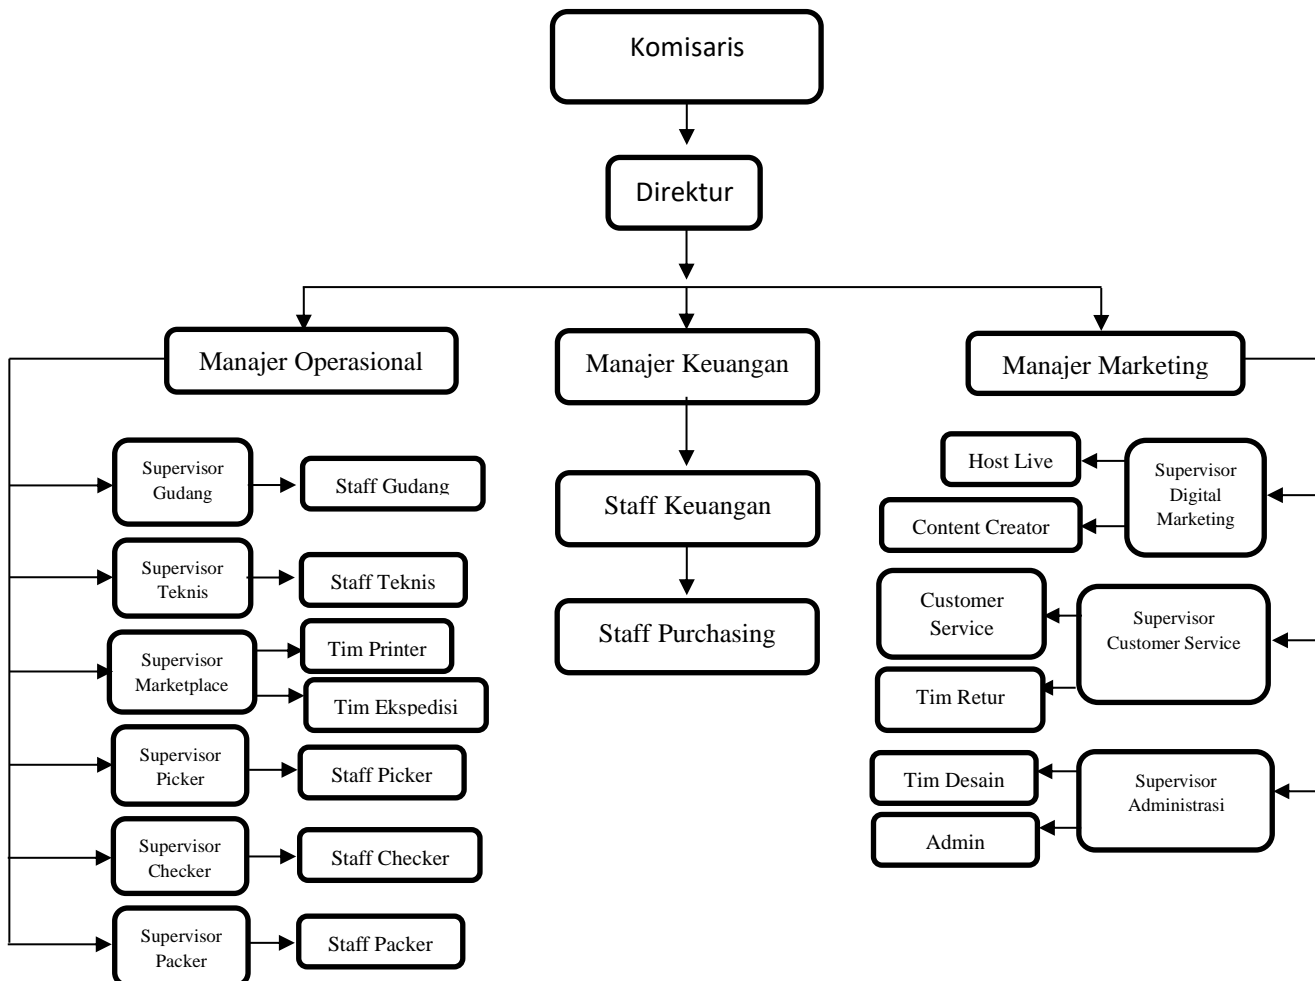 Komisaris
Direktur
Manajer Operasional
Manajer Keuangan
Manajer Marketing
Supervisor
Gudang
Staff Gudang
Supervisor
Teknis
Staff Teknis
Supervisor
Marketplace
Tim Printer
Tim Ekspedisi
Supervisor
Picker
Staff Picker
Supervisor
Checker
Staff Checker
Supervisor
Packer
Staff Packer
Staff Keuangan
Staff Purchasing
Host Live
Content Creator
Supervisor
Digital
Marketing
Customer
Service
Tim Retur
Supervisor
Customer Service
Tim Desain
Admin
Supervisor
Administrasi